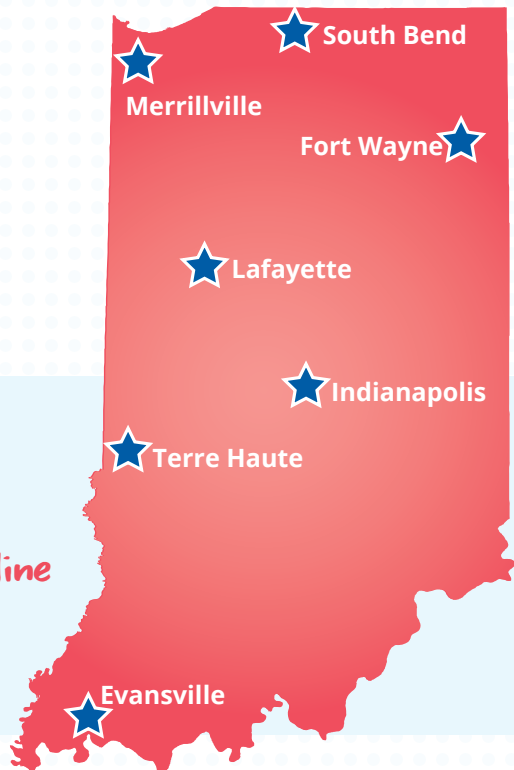 South Bend
Merrillville
Fort Wayne
Lafayette
Indianapolis
Terre Haute
Evansville